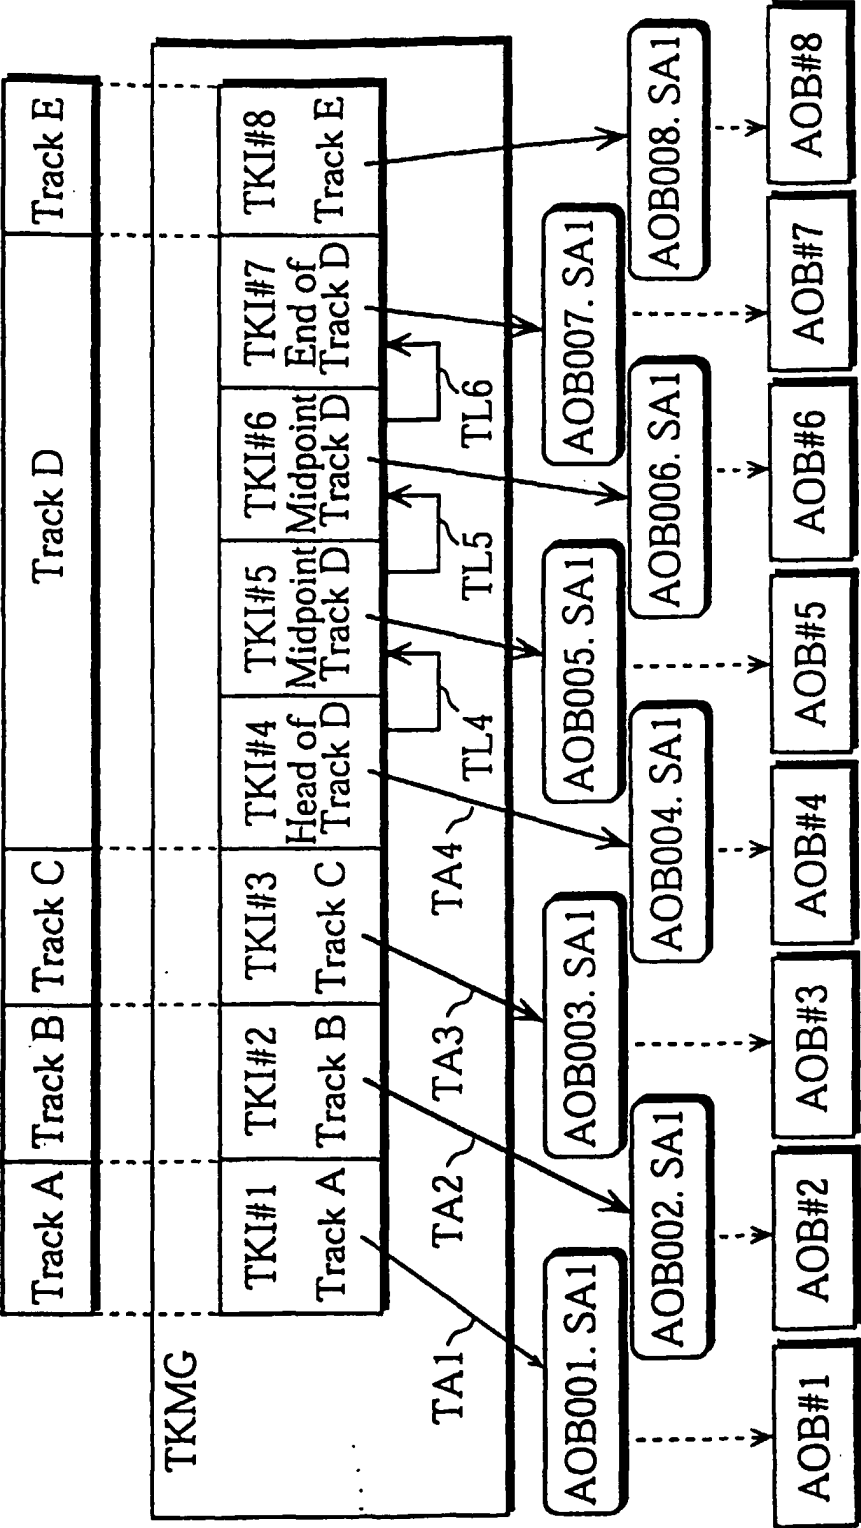 Track A
Track B
Track C
Track D
Track E
TKMG
TKI#1
Track A
TKI#2
Track B
TKI#3
Track C
TKI#4
Head of
Track D
TKI#5
Midpoint
Track D
TKI#6
Midpoint
Track D
TKI#7
End of
Track D
TKI#8
Track E
TA1
TA2
TA3
TA4
TL4
TL5
TL6
AOB001. SA1
AOB003. SA1
AOB005. SA1
AOB007. SA1
AOB002. SA1
AOB004. SA1
AOB006. SA1
AOB008. SA1
AOB#1
AOB#2
AOB#3
AOB#4
AOB#5
AOB#6
AOB#7
AOB#8